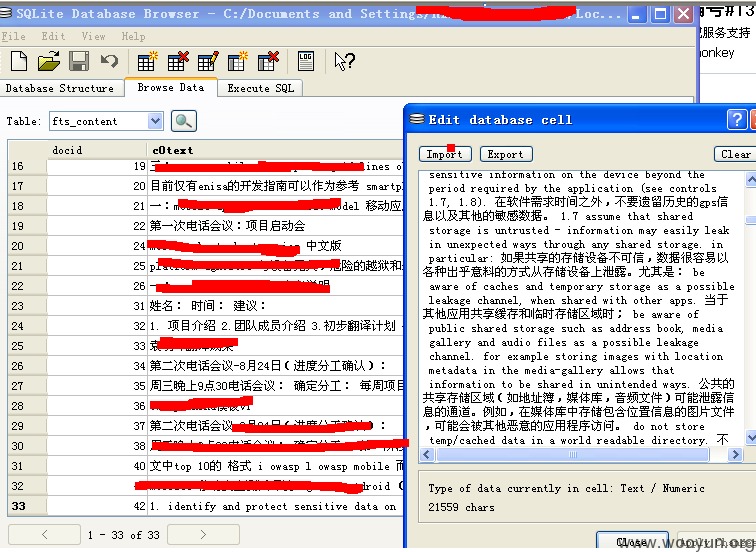 SQLite Database Browser - C:/Documents and Settings/
/Loc...
编号#13
服务支持
monkey
File Edit View Help
Database Structure Browse Data Execute SQL
Table: fts_content
docid c0text
16 19
17 20 目前仅有enisa的开发指南可以作为参考 smartpl
18 21 一:
model 移动应
19 22 第一次电话会议：项目启动会
20 24
中文版
21 25
危险的越狱和
22 26
23 31 姓名： 时间： 建议：
24 32 1. 项目介绍 2.团队成员介绍 3.初步翻译计划
25 33
26 34 第二次电话会议-8月24日（进度分工确认）：
27 35 周三晚上9点30电话会议： 确定分工： 每周项目
28 36
29 37 第二次电话会议
30 38
31 40 文中top 10的 格式 i owasp l owasp mobile 而
32 41
droid (
33 42 1. identify and protect sensitive data on
1 - 33 of 33
Edit database cell
Import Export Clear
sensitive information on the device beyond the
period required by the application (see controls
1.7, 1.8). 在软件需求时间之外，不要遗留历史的gps信
息以及其他的敏感数据。 1.7 assume that shared
storage is untrusted - information may easily leak
in unexpected ways through any shared storage. in
particular: 如果共享的存储设备不可信，数据很容易以
各种出乎意料的方式从存储设备上泄露。尤其是： be
aware of caches and temporary storage as a possible
leakage channel, when shared with other apps. 当于
其他应用共享缓存和临时存储区域时； be aware of
public shared storage such as address book, media
gallery and audio files as a possible leakage
channel. for example storing images with location
metadata in the media-gallery allows that
information to be shared in unintended ways. 公共的
共享存储区域（如地址簿，媒体库，音频文件）可能泄露信
息的通道。例如，在媒体库中存储包含位置信息的图片文件
，可能会被其他恶意的应用程序访问。 do not store
temp/cached data in a world readable directory. 不
Type of data currently in cell: Text / Numeric
21559 chars
Close Apply Changes
www.wooyun.org